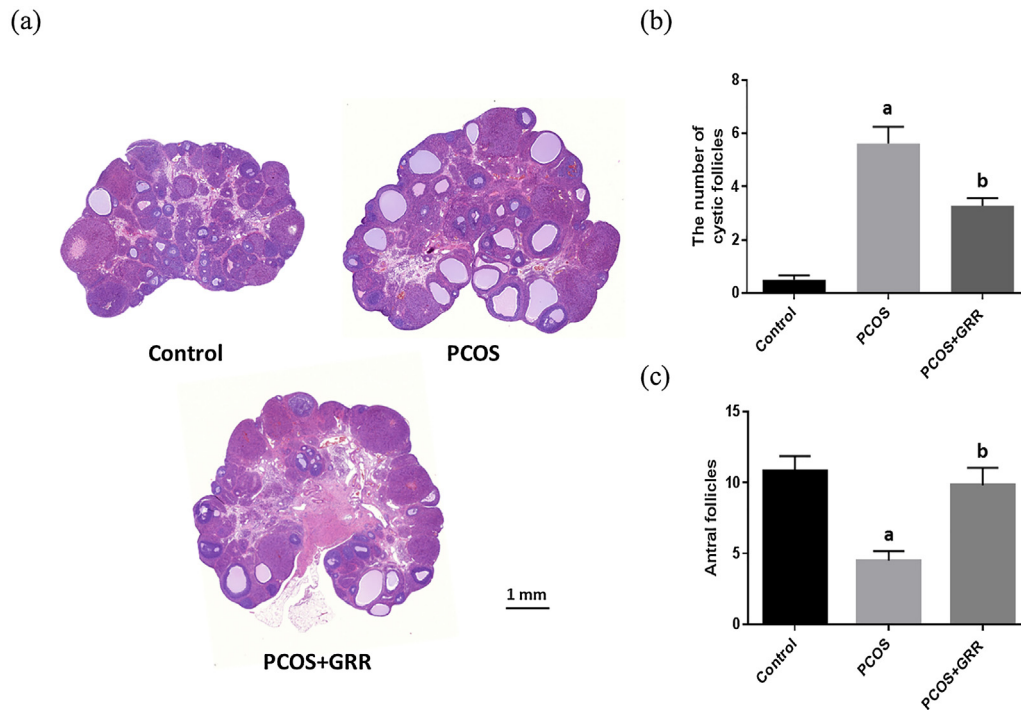 (a)
Control
PCOS
PCOS+GRR
1 mm
(b)
The number of
cystic follicles
8
6
4
2
0
a
b
Control
PCOS
PCOS+GRR
(c)
Antral follicles
15
10
5
0
a
b
Control
PCOS
PCOS+GRR